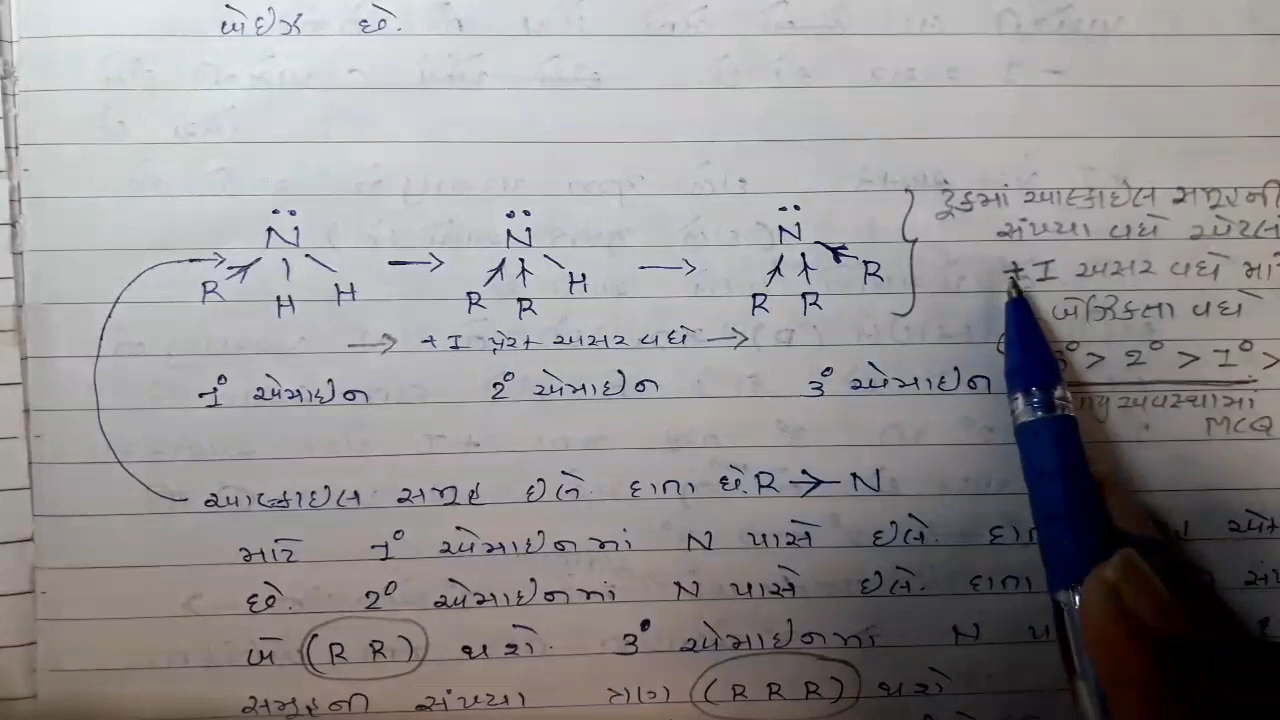 બેઈઝ છે.
N N N
R H H R R H R R R
→ +I પ્રેરક અસર વધે →
1° એમાઇન 2° એમાઇન 3° એમાઇન
ટૂંકમાં આલ્કાઇલ સમૂહની
સંખ્યા વધે એટલે
+I અસર વધે માટે
બેઝિકતા વધે
3° > 2° > 1° >
વાયુ અવસ્થામાં
MCQ
આલ્કાઇલ સમૂહ ઇલે. દાતા છે. R → N
માટે 1° એમાઇનમાં N પાસે ઇલે.
છે. 2° એમાઇનમાં N પાસે ઇલે. દાતા
બે (R R) થશે. 3° એમાઇનમાં N
સમૂહની સંખ્યા ત્રણ (R R R) થશે